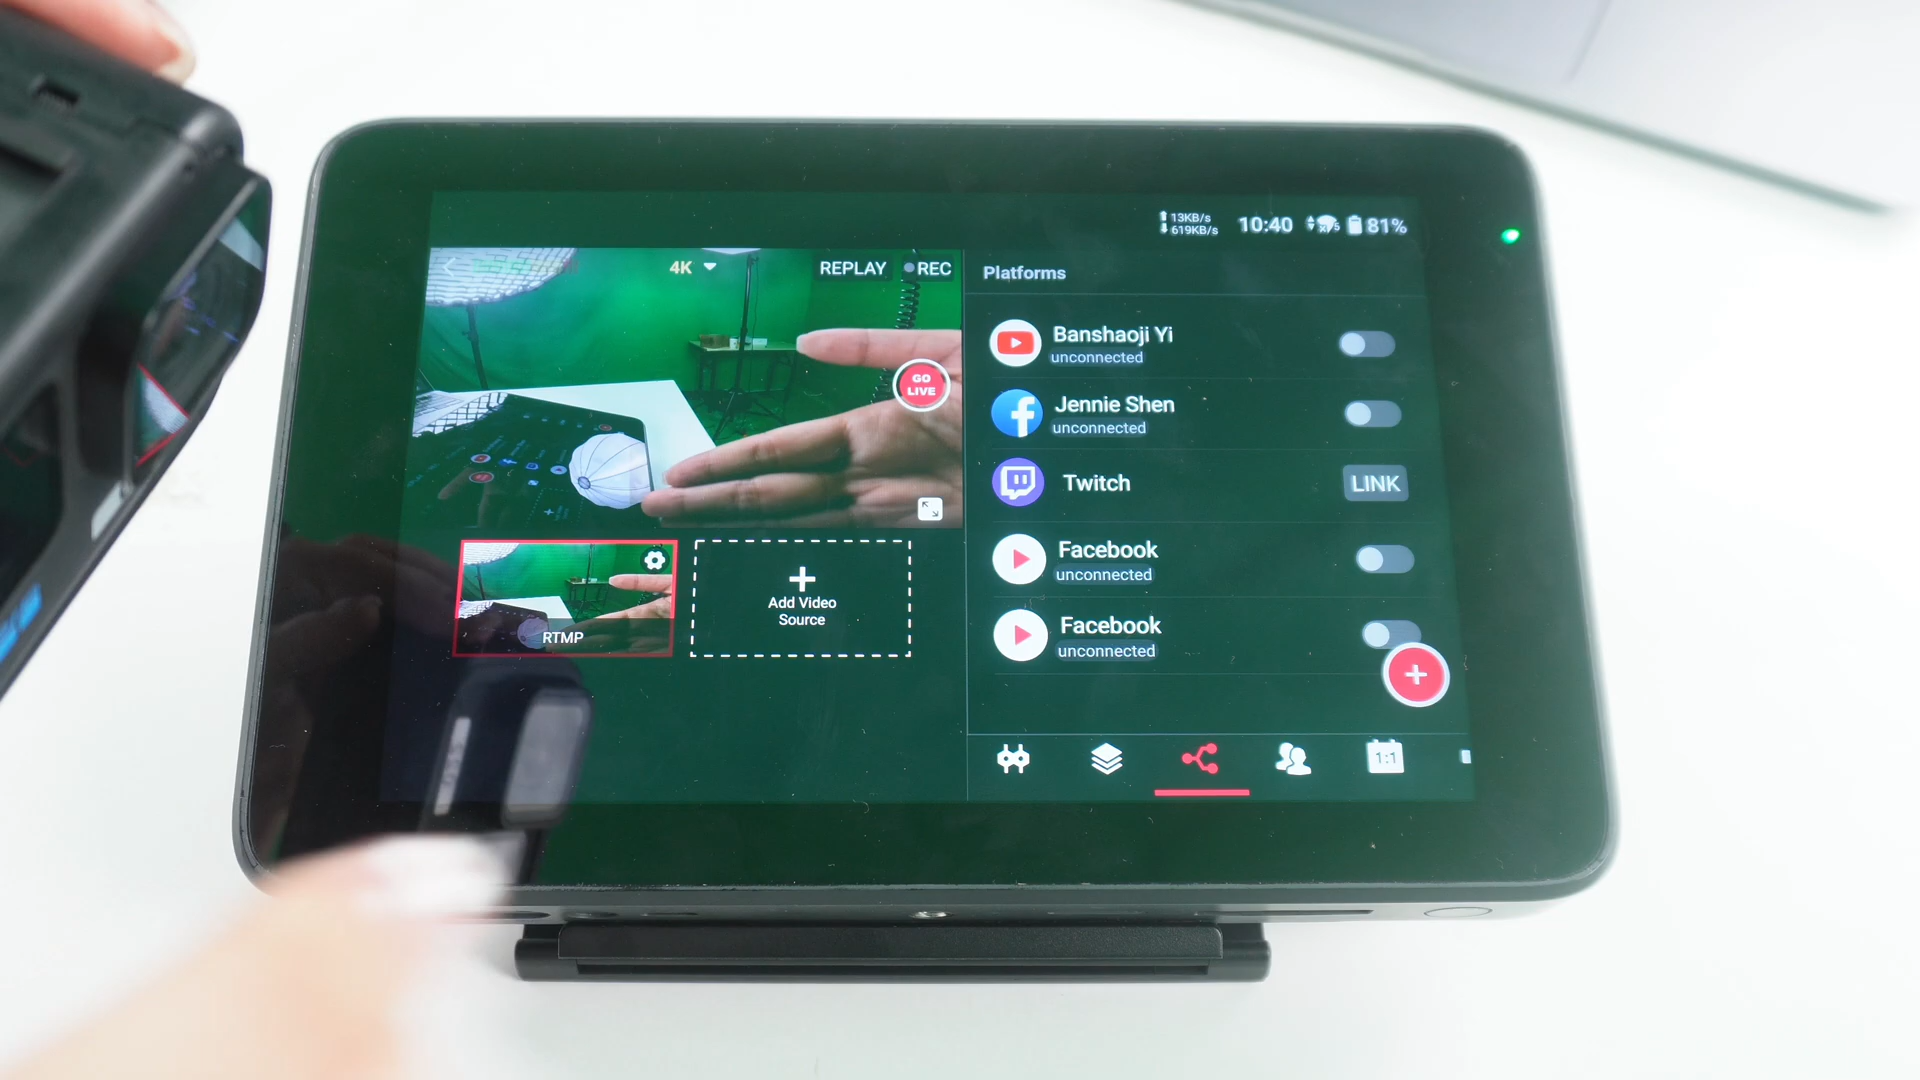 13KB/s
619KB/s
10:40
81%
4K
REPLAY
REC
GO
LIVE
RTMP
Add Video
Source
Platforms
Banshaoji Yi
unconnected
Jennie Shen
unconnected
Twitch
LINK
Facebook
unconnected
Facebook
unconnected
1:1